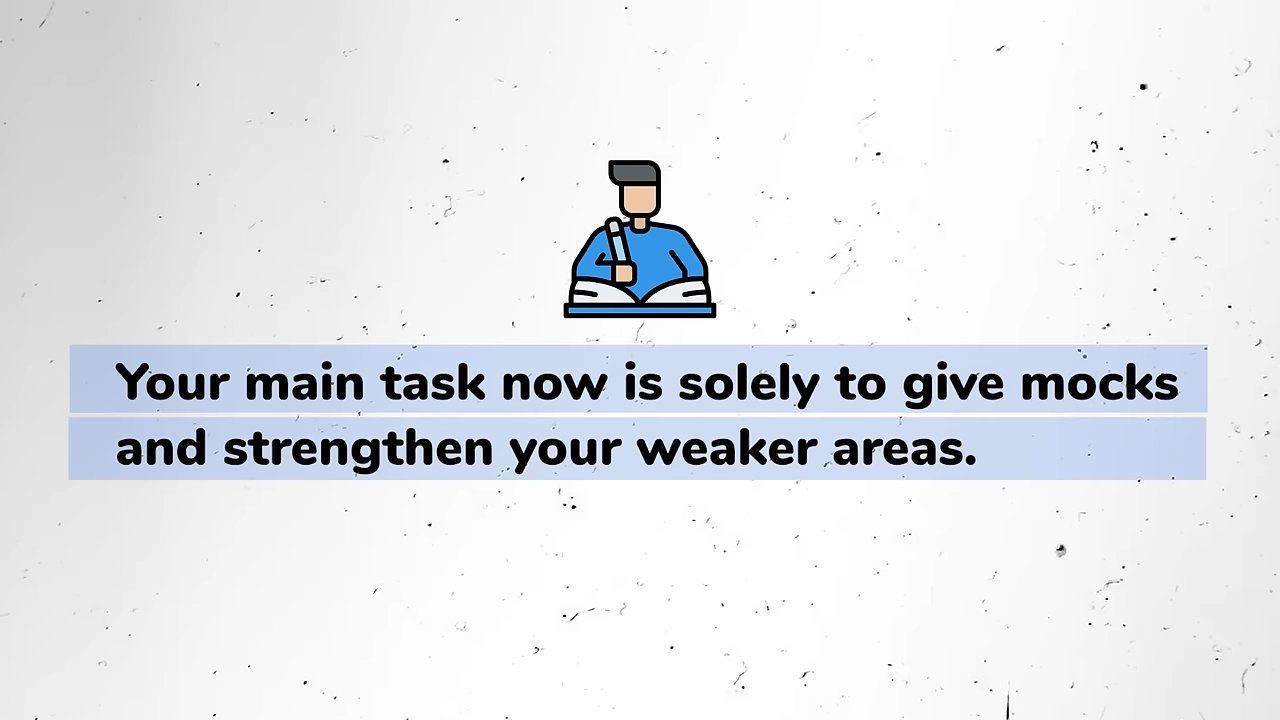 Your main task now is solely to give mocks
and strengthen your weaker areas.